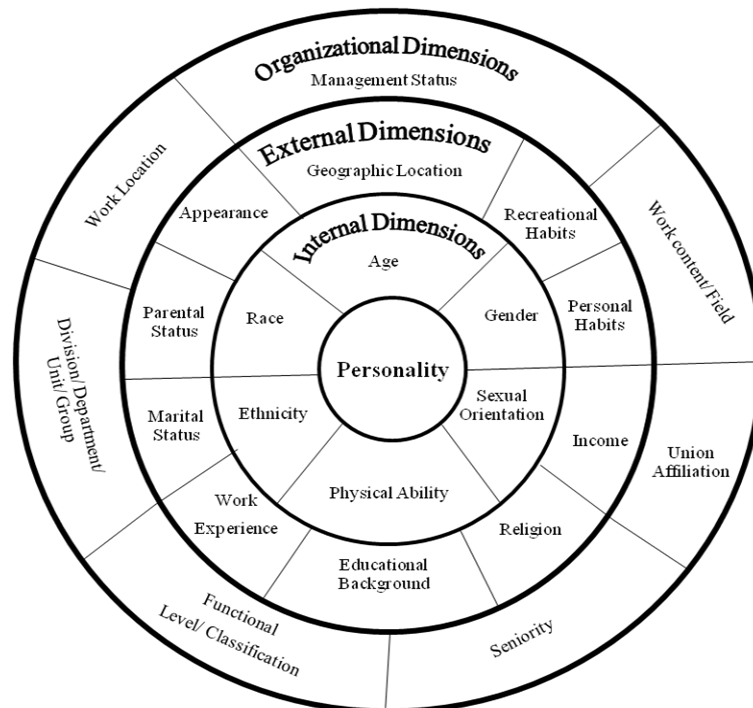 Organizational Dimensions
Management Status
Work Location
Work content/ Field
Division/ Department/
Unit/ Group
Union
Affiliation
Functional
Level/ Classification
Seniority
External Dimensions
Geographic Location
Appearance
Recreational
Habits
Parental
Status
Personal
Habits
Marital
Status
Income
Work
Experience
Religion
Educational
Background
Internal Dimensions
Age
Race
Gender
Ethnicity
Sexual
Orientation
Physical Ability
Personality